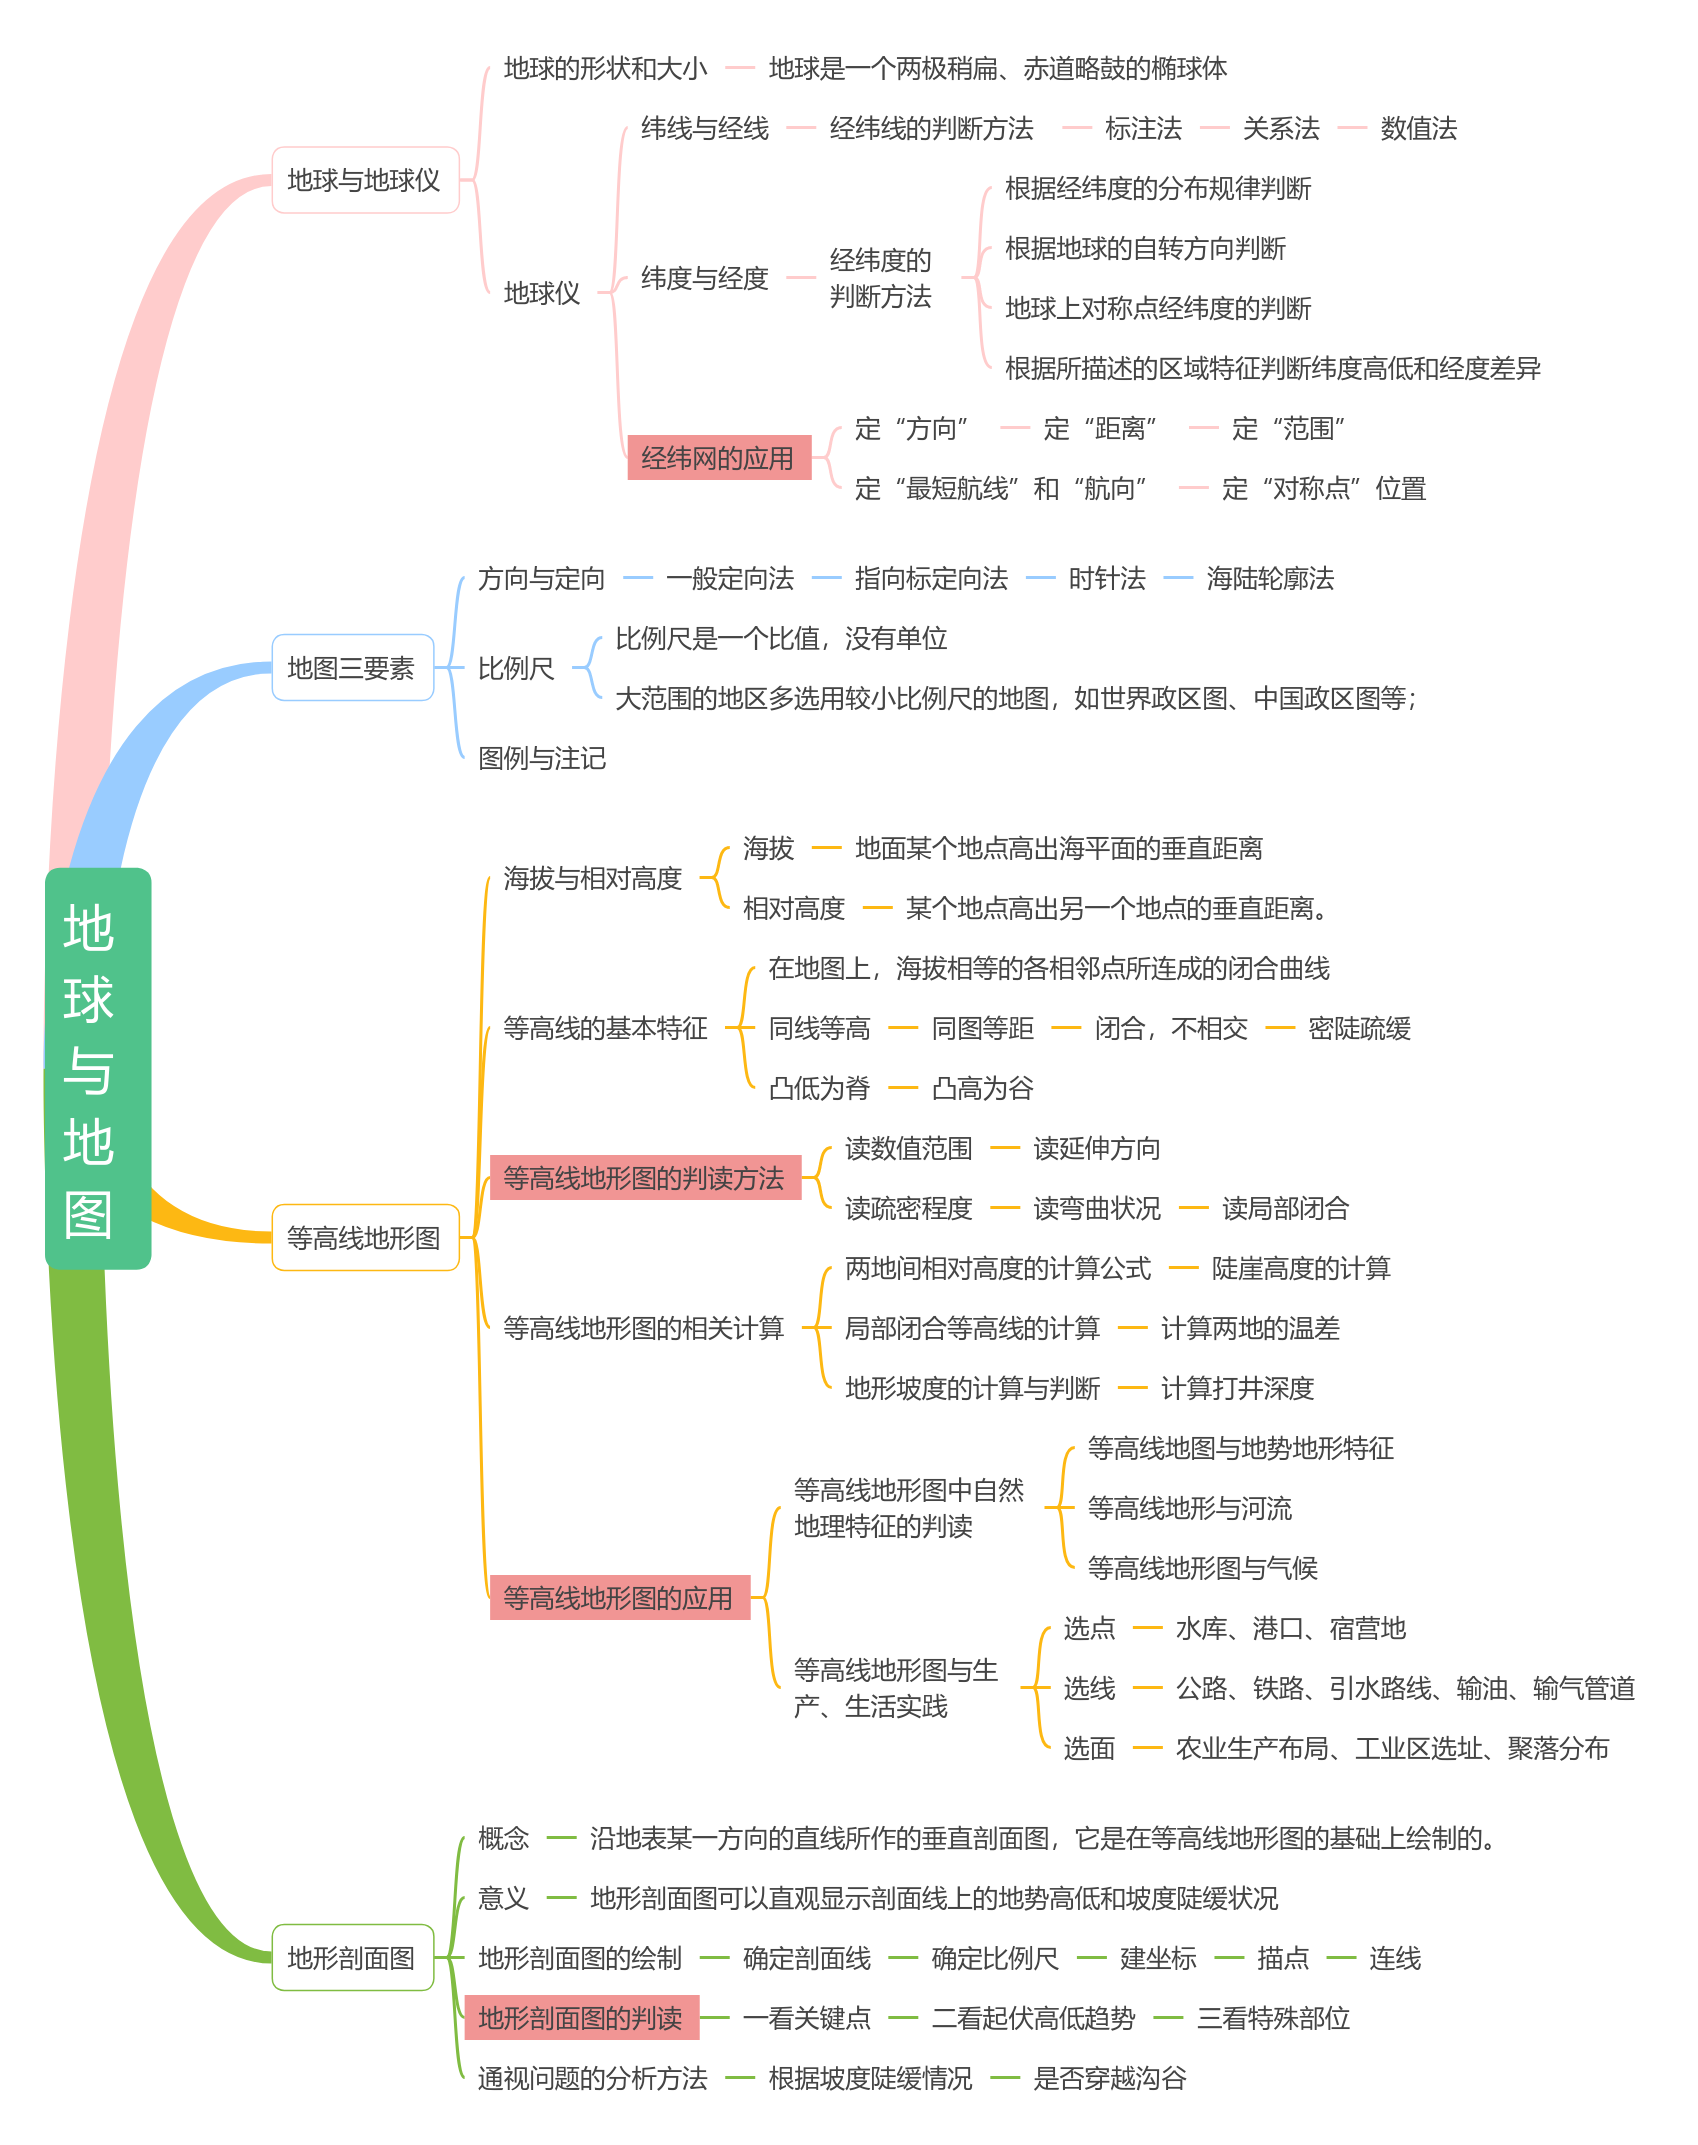 地球与地图
地球与地球仪
地球的形状和大小
地球是一个两极稍扁、赤道略鼓的椭球体
地球仪
纬线与经线
经纬线的判断方法
标注法
关系法
数值法
纬度与经度
经纬度的
判断方法
根据经纬度的分布规律判断
根据地球的自转方向判断
地球上对称点经纬度的判断
根据所描述的区域特征判断纬度高低和经度差异
经纬网的应用
定“方向”
定“距离”
定“范围”
定“最短航线”和“航向”
定“对称点”位置
地图三要素
方向与定向
一般定向法
指向标定向法
时针法
海陆轮廓法
比例尺
比例尺是一个比值，没有单位
大范围的地区多选用较小比例尺的地图，如世界政区图、中国政区图等；
图例与注记
等高线地形图
海拔与相对高度
海拔
地面某个地点高出海平面的垂直距离
相对高度
某个地点高出另一个地点的垂直距离。
等高线的基本特征
在地图上，海拔相等的各相邻点所连成的闭合曲线
同线等高
同图等距
闭合，不相交
密陡疏缓
凸低为脊
凸高为谷
等高线地形图的判读方法
读数值范围
读延伸方向
读疏密程度
读弯曲状况
读局部闭合
等高线地形图的相关计算
两地间相对高度的计算公式
陡崖高度的计算
局部闭合等高线的计算
计算两地的温差
地形坡度的计算与判断
计算打井深度
等高线地形图的应用
等高线地形图中自然
地理特征的判读
等高线地图与地势地形特征
等高线地形与河流
等高线地形图与气候
等高线地形图与生
产、生活实践
选点
水库、港口、宿营地
选线
公路、铁路、引水路线、输油、输气管道
选面
农业生产布局、工业区选址、聚落分布
地形剖面图
概念
沿地表某一方向的直线所作的垂直剖面图，它是在等高线地形图的基础上绘制的。
意义
地形剖面图可以直观显示剖面线上的地势高低和坡度陡缓状况
地形剖面图的绘制
确定剖面线
确定比例尺
建坐标
描点
连线
地形剖面图的判读
一看关键点
二看起伏高低趋势
三看特殊部位
通视问题的分析方法
根据坡度陡缓情况
是否穿越沟谷